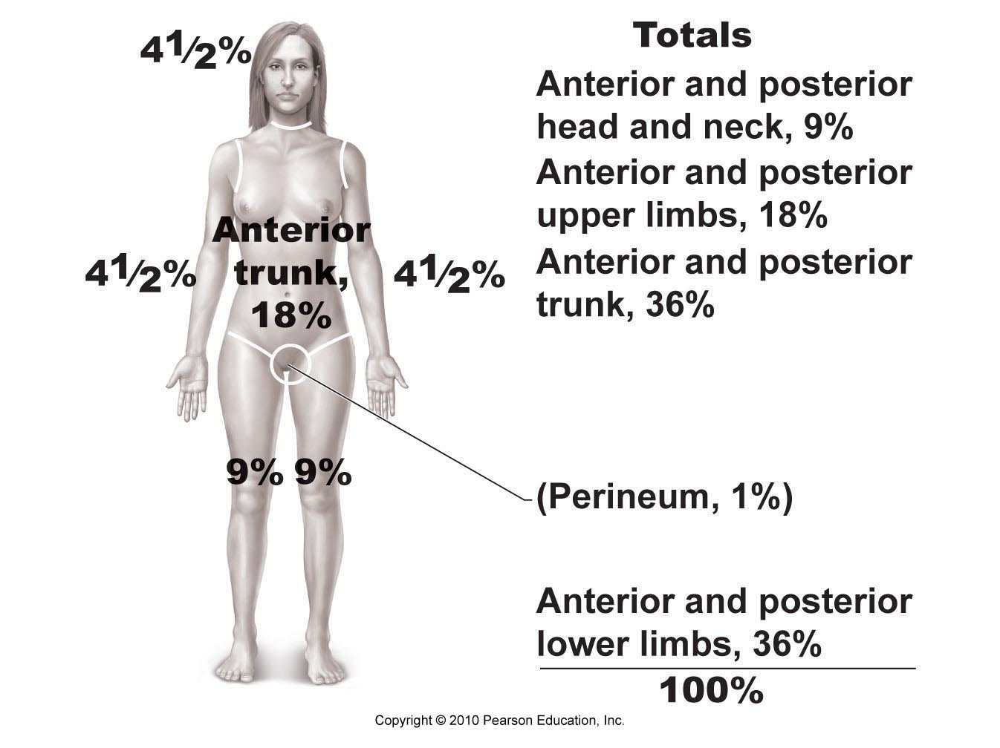 Totals
4½%
Anterior and posterior
head and neck, 9%
Anterior and posterior
upper limbs, 18%
Anterior and posterior
trunk, 36%
Anterior
trunk,
18%
4½%
4½%
9% 9%
(Perineum, 1%)
Anterior and posterior
lower limbs, 36%
100%
Copyright © 2010 Pearson Education, Inc.